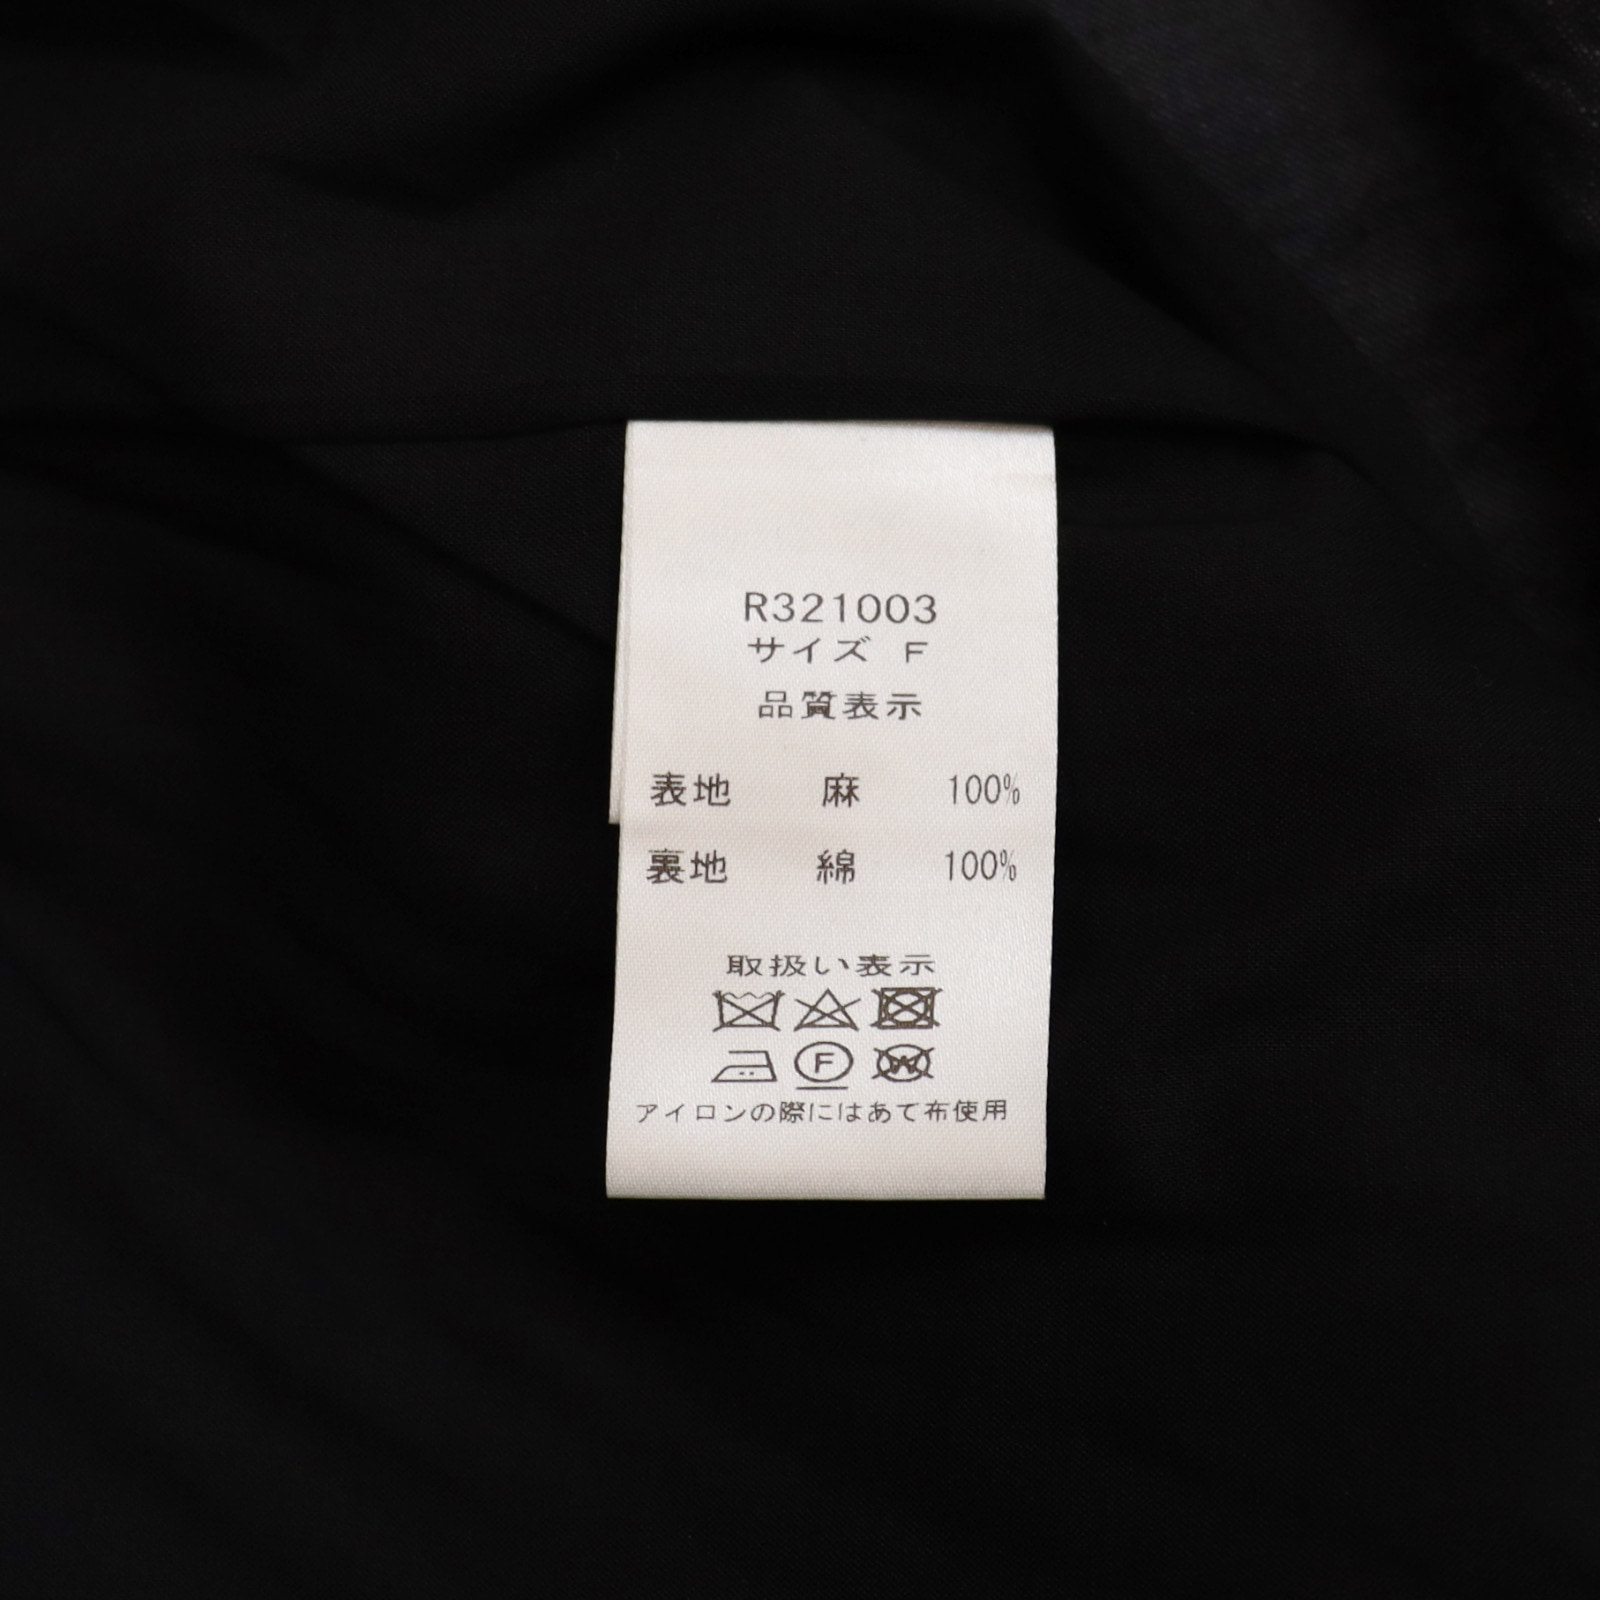 R321003
サイズ F
品質表示
表地 麻 100%
裏地 綿 100%
取扱い表示
F W
アイロンの際にはあて布使用